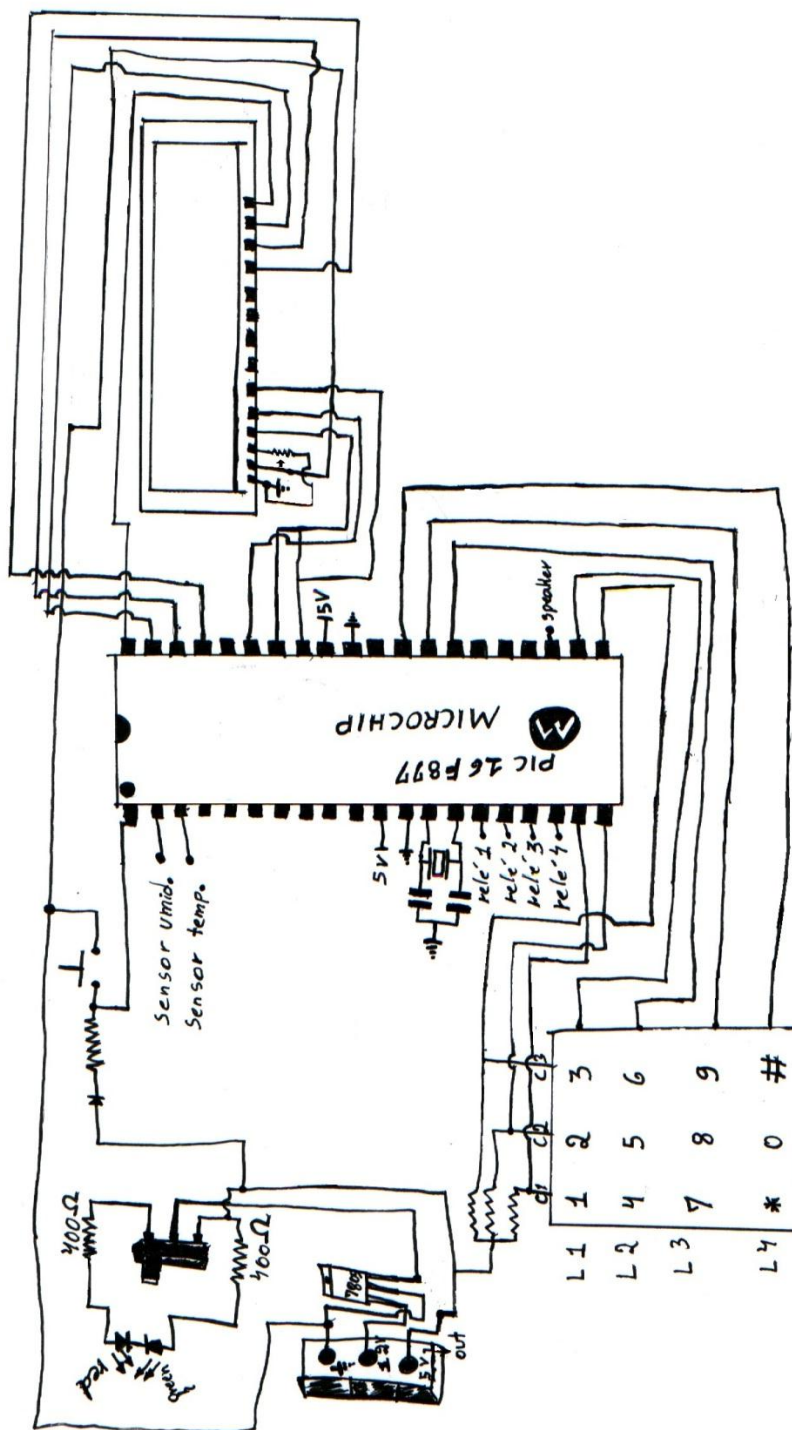 5V
speaker
MICROCHIP
PIC 16F877
Sensor umid.
Sensor temp.
5V
relé 1
relé 2
relé 3
relé 4
400Ω
400Ω
red
green
7805
12V
5V
out
C1 C2 C3
L1 1 2 3
L2 4 5 6
L3 7 8 9
L4 * 0 #